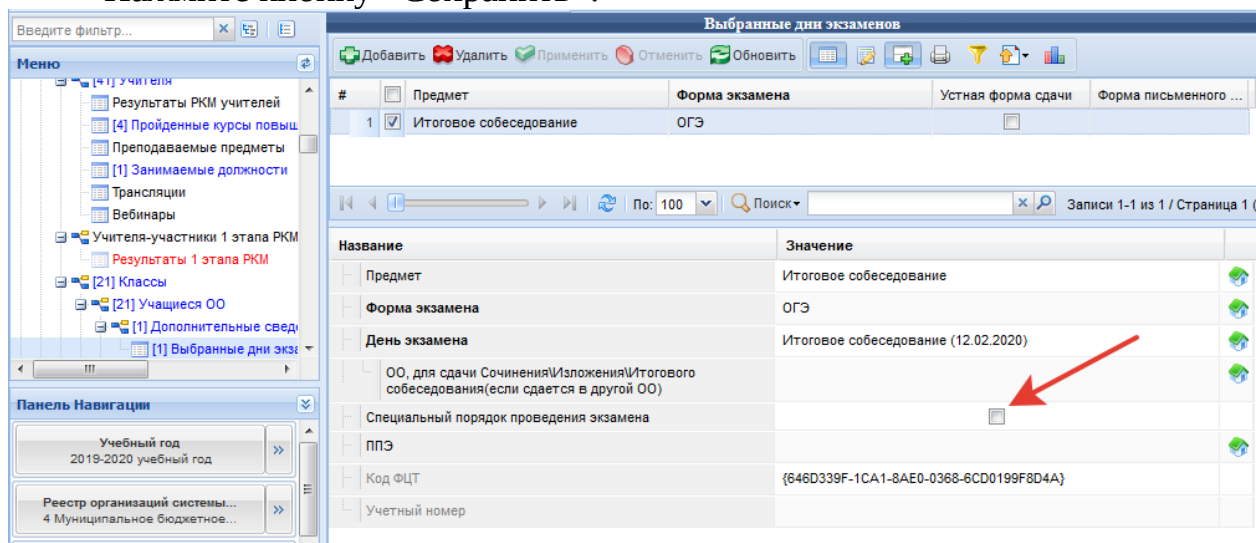 Нажмите кнопку "Сохранить".
Введите фильтр...
Меню
[41] Учителя
Результаты РКМ учителей
[4] Пройденные курсы повыш
Преподаваемые предметы
[1] Занимаемые должности
Трансляции
Вебинары
Учителя-участники 1 этапа РКМ
Результаты 1 этапа РКМ
[21] Классы
[21] Учащиеся ОО
[1] Дополнительные сведе
[1] Выбранные дни экза
Панель Навигации
Учебный год
2019-2020 учебный год
Реестр организаций системы...
4 Муниципальное бюджетное...
Выбранные дни экзаменов
Добавить Удалить Применить Отменить Обновить
# Предмет Форма экзамена Устная форма сдачи Форма письменного ...
1 Итоговое собеседование ОГЭ
По: 100 Поиск Записи 1-1 из 1 / Страница 1 (
Название Значение
Предмет Итоговое собеседование
Форма экзамена ОГЭ
День экзамена Итоговое собеседование (12.02.2020)
ОО, для сдачи Сочинения\Изложения\Итогового
собеседования(если сдается в другой ОО)
Специальный порядок проведения экзамена
ППЭ
Код ФЦТ {646D339F-1CA1-8AE0-0368-6CD0199F8D4A}
Учетный номер